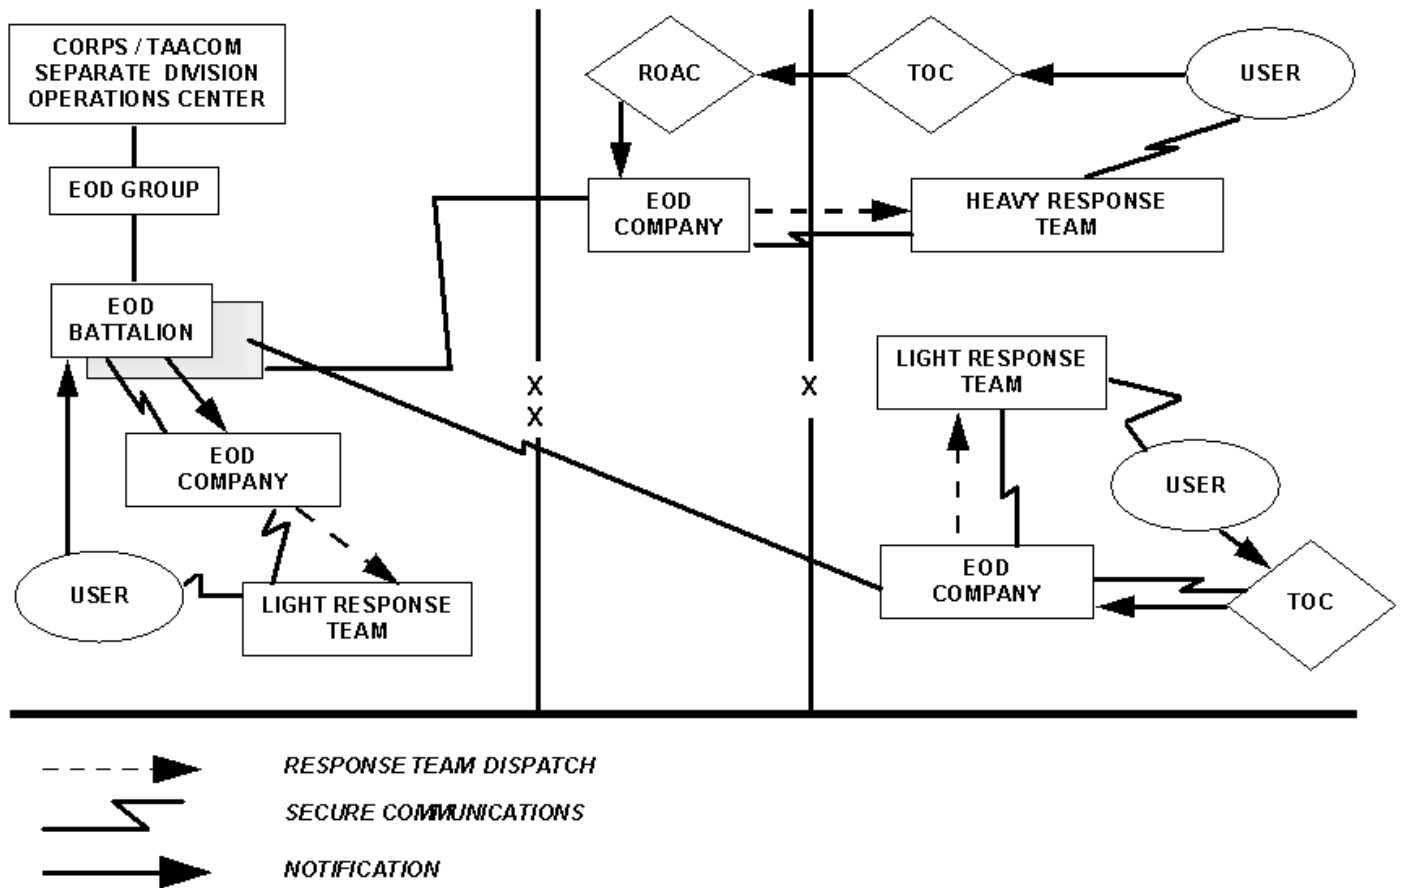 CORPS / TAACOM
SEPARATE DIVISION
OPERATIONS CENTER
EOD GROUP
EOD
BATTALION
EOD
COMPANY
USER
LIGHT RESPONSE
TEAM
X
X
ROAC
TOC
USER
EOD
COMPANY
HEAVY RESPONSE
TEAM
X
LIGHT RESPONSE
TEAM
USER
EOD
COMPANY
TOC
RESPONSE TEAM DISPATCH
SECURE COMMUNICATIONS
NOTIFICATION